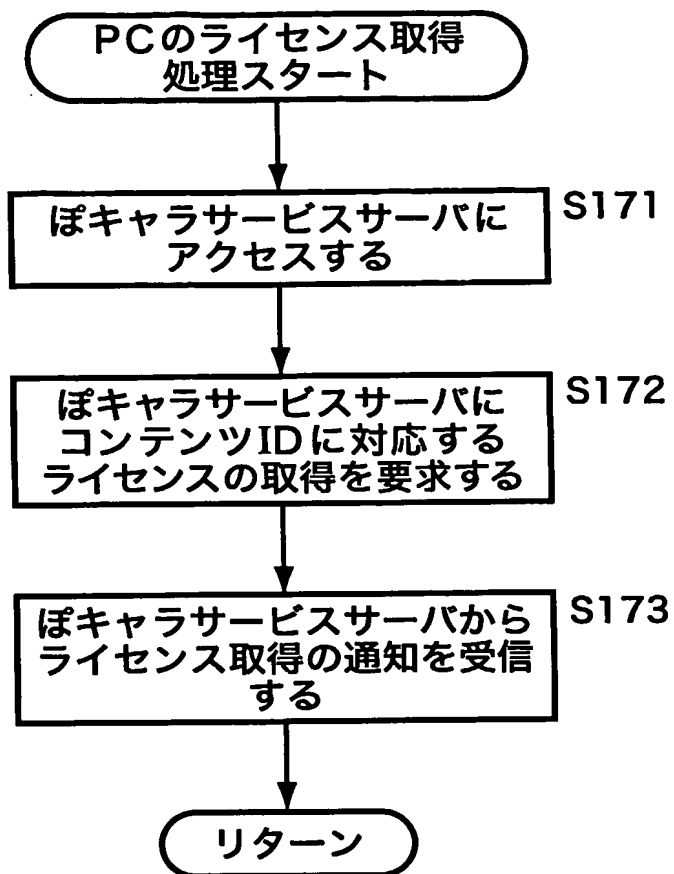 PCのライセンス取得
処理スタート
ぽキャラサービスサーバに
アクセスする
S171
ぽキャラサービスサーバに
コンテンツIDに対応する
ライセンスの取得を要求する
S172
ぽキャラサービスサーバから
ライセンス取得の通知を受信
する
S173
リターン